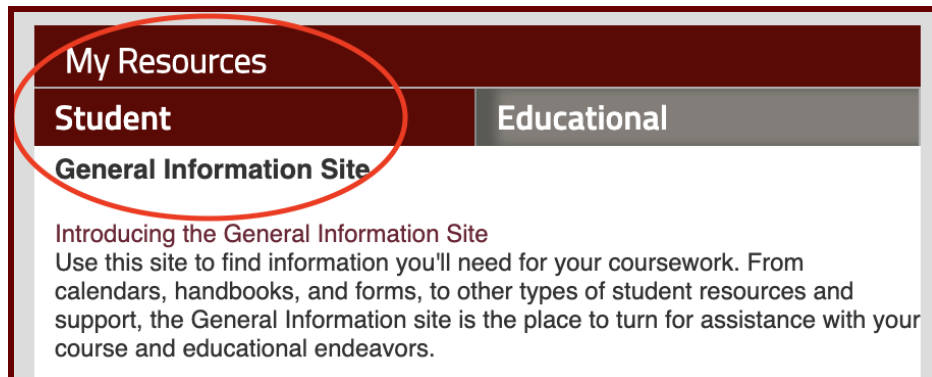 My Resources
Student Educational
General Information Site
Introducing the General Information Site
Use this site to find information you'll need for your coursework. From
calendars, handbooks, and forms, to other types of student resources and
support, the General Information site is the place to turn for assistance with your
course and educational endeavors.